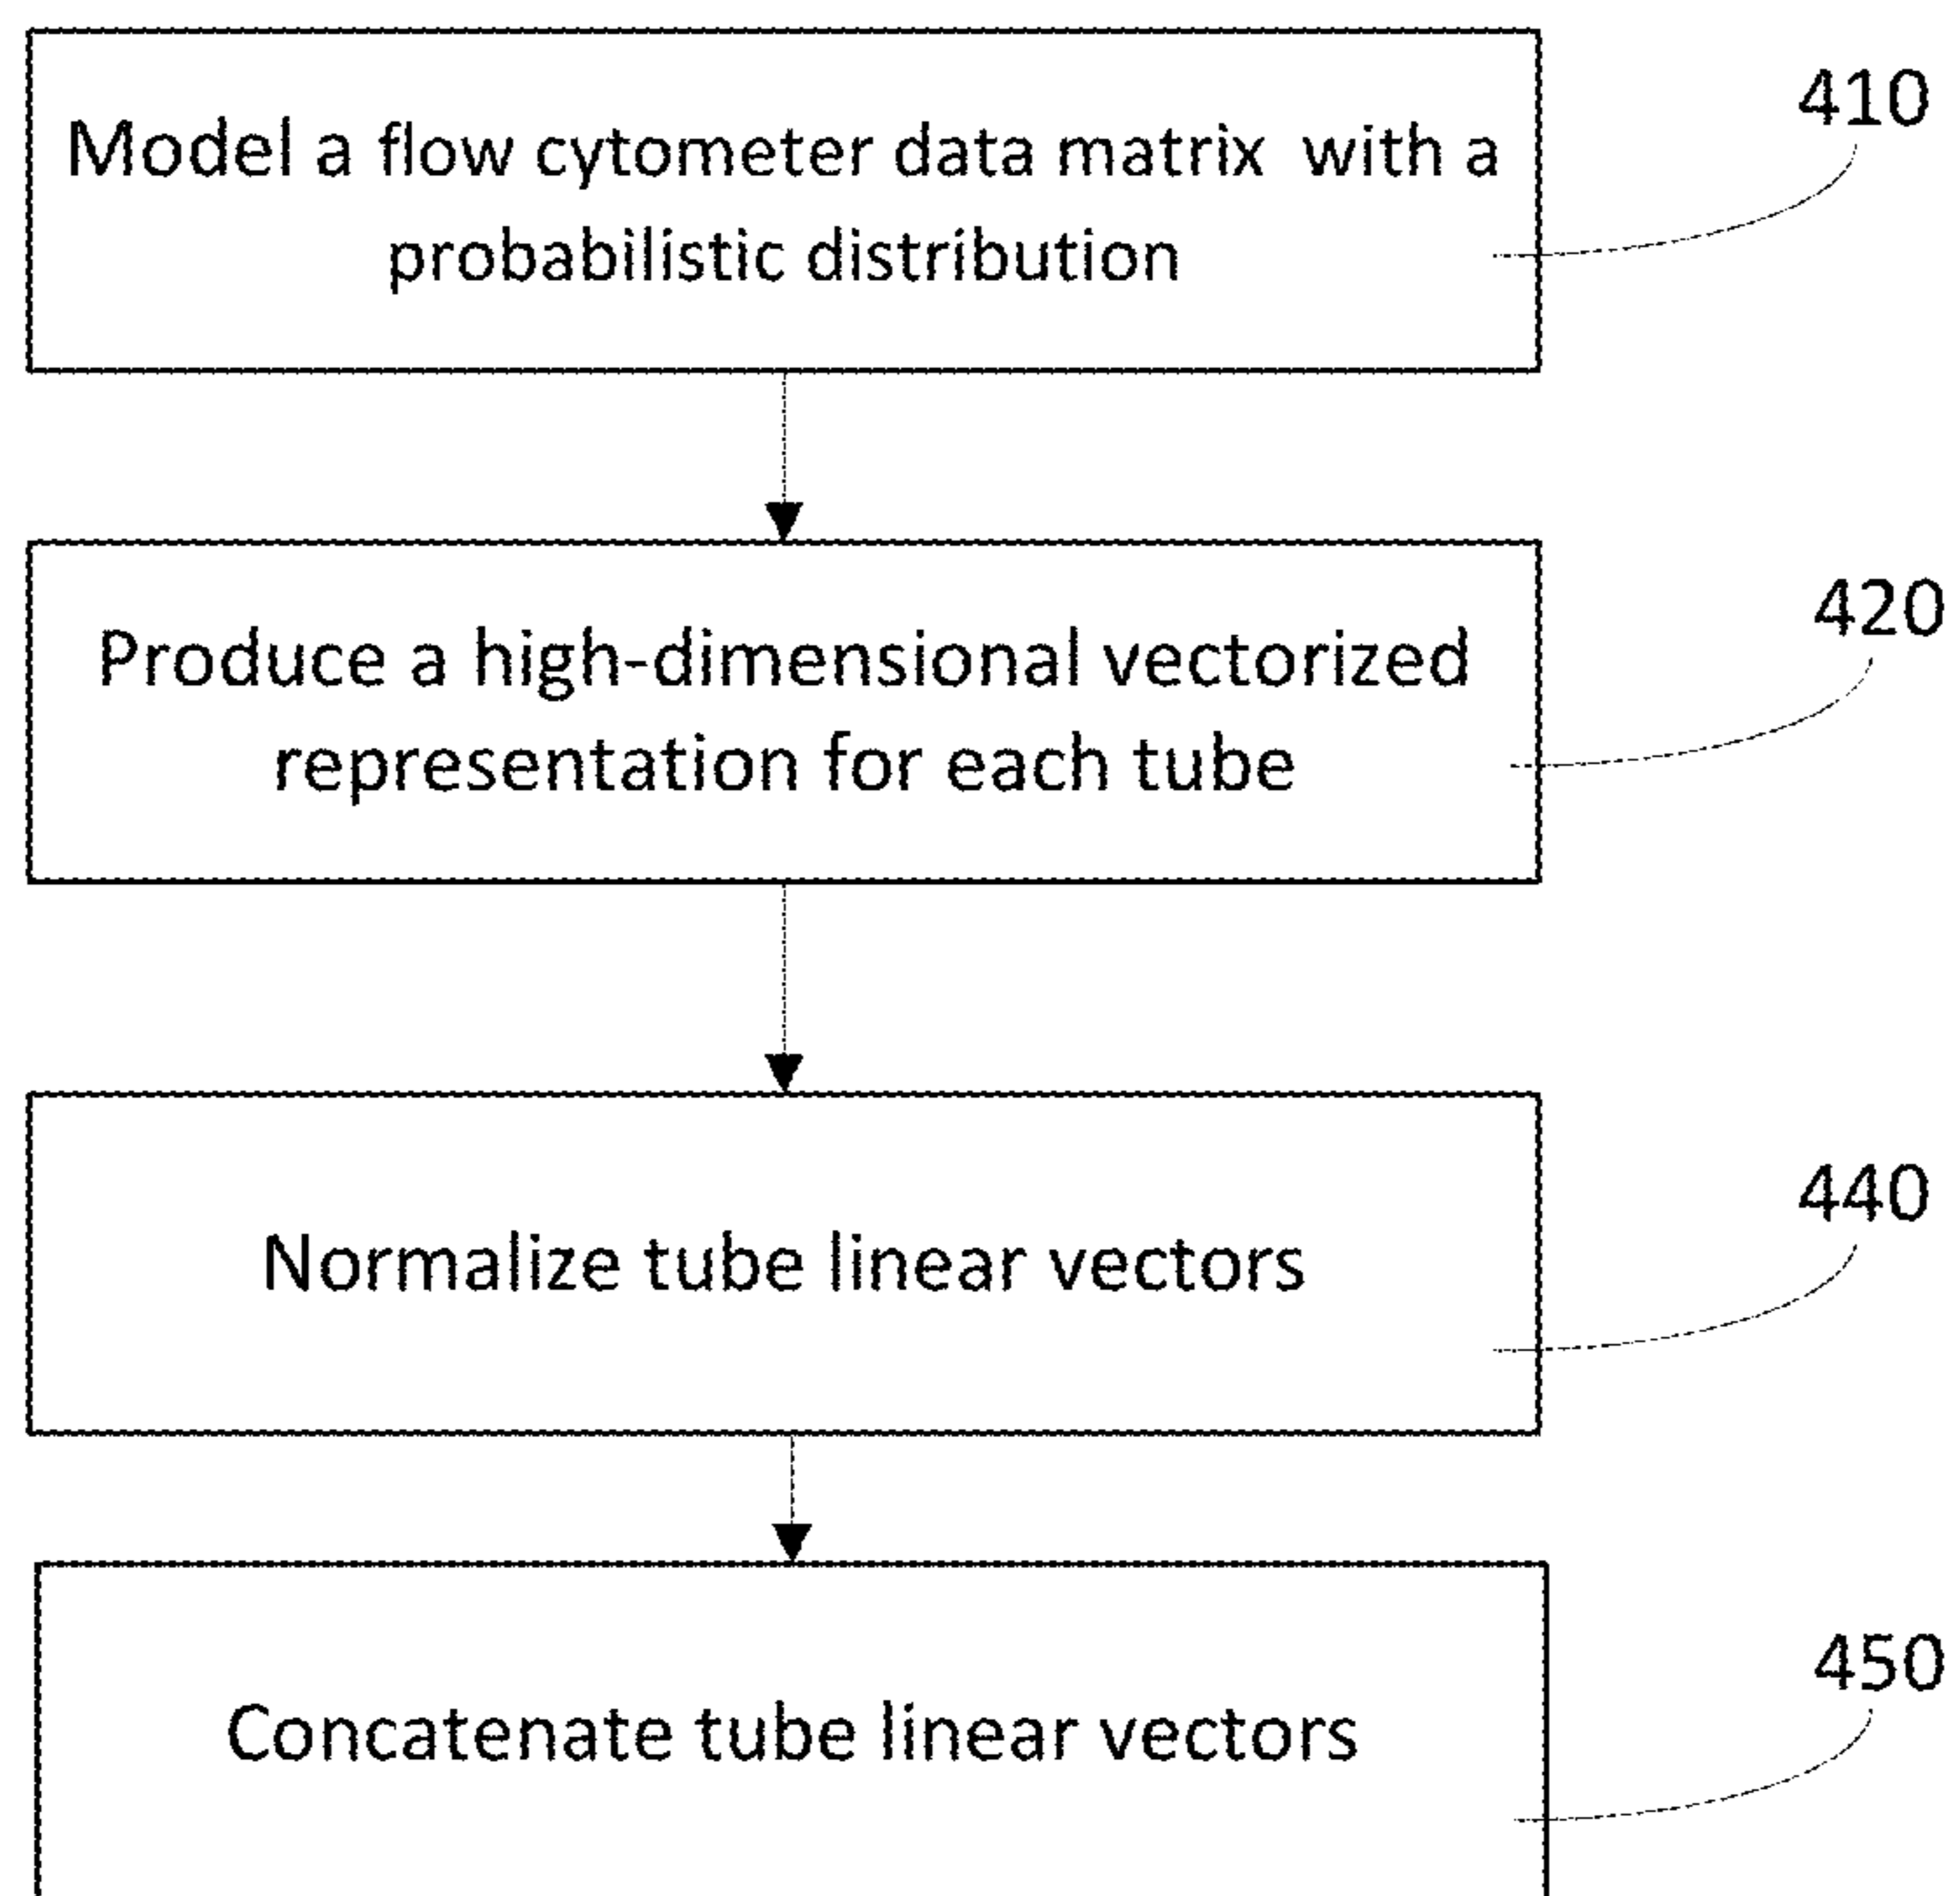 Model a flow cytometer data matrix with a
probabilistic distribution
410
Produce a high-dimensional vectorized
representation for each tube
420
Normalize tube linear vectors
440
Concatenate tube linear vectors
450